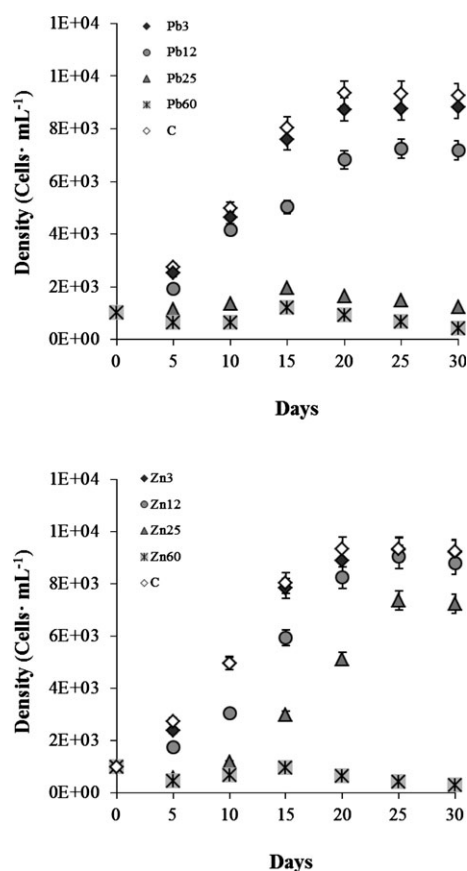 Pb3
Pb12
Pb25
Pb60
C
Density (Cells· mL⁻¹)
1E+04
1E+04
8E+03
6E+03
4E+03
2E+03
0E+00
0 5 10 15 20 25 30
Days
Zn3
Zn12
Zn25
Zn60
C
Density (Cells· mL⁻¹)
1E+04
1E+04
8E+03
6E+03
4E+03
2E+03
0E+00
0 5 10 15 20 25 30
Days